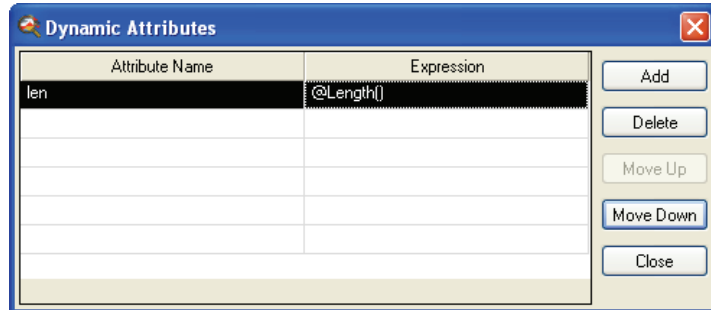 Dynamic Attributes
Attribute Name Expression
len @Length()
Add
Delete
Move Up
Move Down
Close